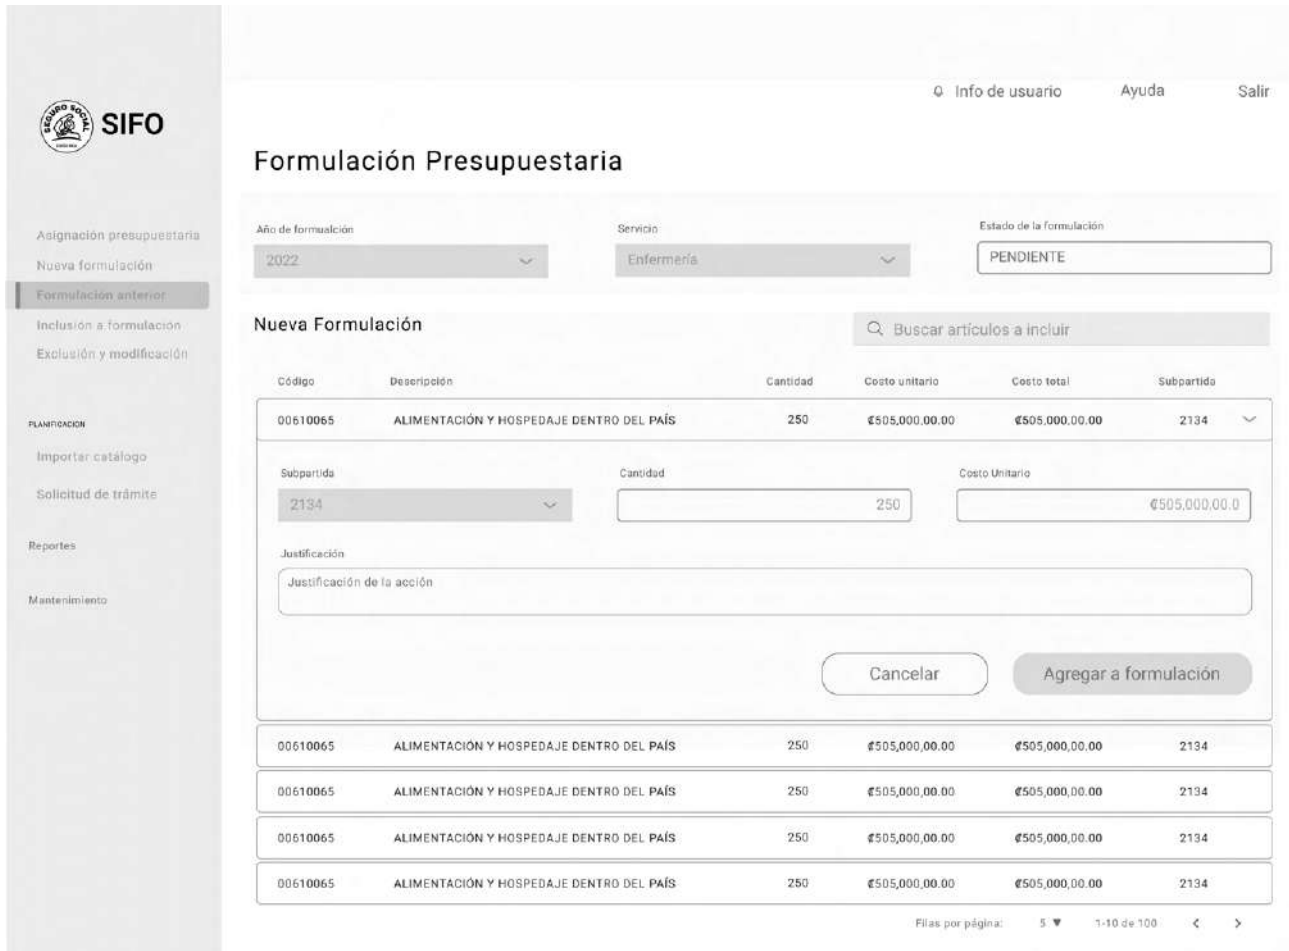 Info de usuario Ayuda Salir
SEGURO SOCIAL
COSTA RICA
SIFO
Formulación Presupuestaria
Asignación presupuestaria
Nueva formulación
Formulación anterior
Inclusión a formulación
Exclusión y modificación
PLANIFICACION
Importar catálogo
Solicitud de trámite
Reportes
Mantenimiento
Año de formualción Servicio Estado de la formulación
2022 Enfermería PENDIENTE
Nueva Formulación Buscar artículos a incluir
Código Descripción Cantidad Costo unitario Costo total Subpartida
00610065 ALIMENTACIÓN Y HOSPEDAJE DENTRO DEL PAÍS 250 ₡505,000,00.00 ₡505,000,00.00 2134
Subpartida Cantidad Costo Unitario
2134 250 ₡505,000,00.0
Justificación
Justificación de la acción
Cancelar Agregar a formulación
00610065 ALIMENTACIÓN Y HOSPEDAJE DENTRO DEL PAÍS 250 ₡505,000,00.00 ₡505,000,00.00 2134
00610065 ALIMENTACIÓN Y HOSPEDAJE DENTRO DEL PAÍS 250 ₡505,000,00.00 ₡505,000,00.00 2134
00610065 ALIMENTACIÓN Y HOSPEDAJE DENTRO DEL PAÍS 250 ₡505,000,00.00 ₡505,000,00.00 2134
00610065 ALIMENTACIÓN Y HOSPEDAJE DENTRO DEL PAÍS 250 ₡505,000,00.00 ₡505,000,00.00 2134
Filas por página: 5 1-10 de 100